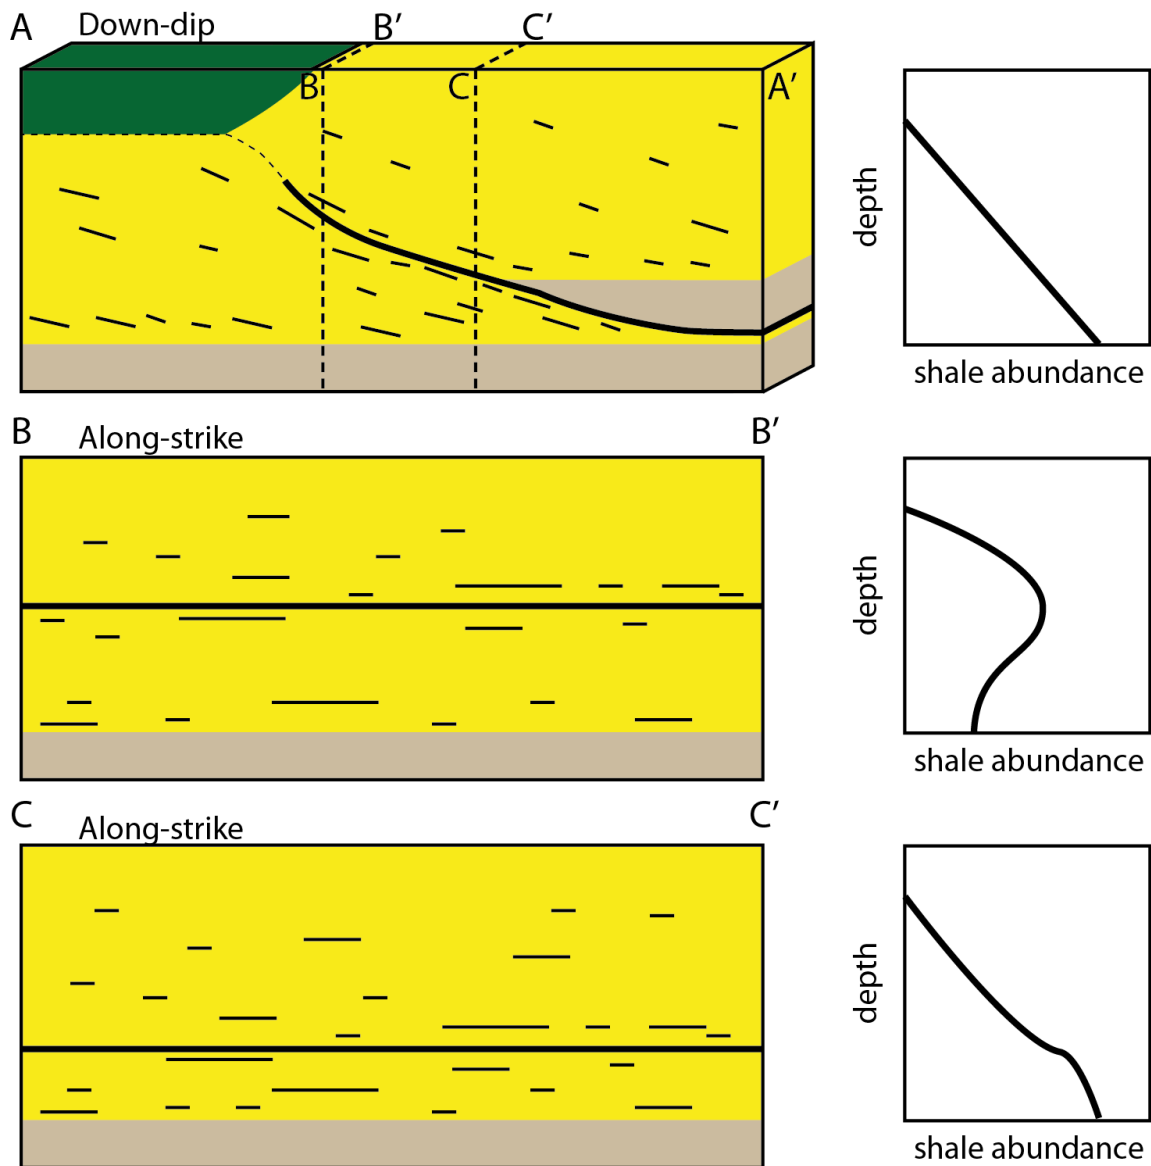 A Down-dip B’ C’
B C A’
depth
shale abundance
B Along-strike B’
depth
shale abundance
C Along-strike C’
depth
shale abundance